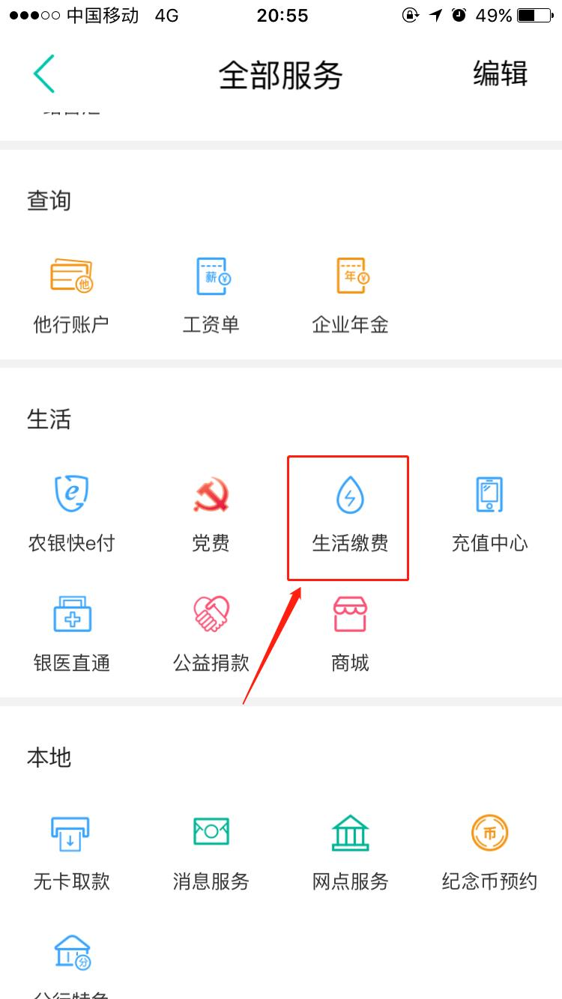 中国移动 4G 20:55 49%
全部服务 编辑
查询
他 薪 ¥ 年 ¥
他行账户 工资单 企业年金
生活
e
农银快e付 党费 生活缴费 充值中心
银医直通 公益捐款 商城
本地
币
无卡取款 消息服务 网点服务 纪念币预约
分